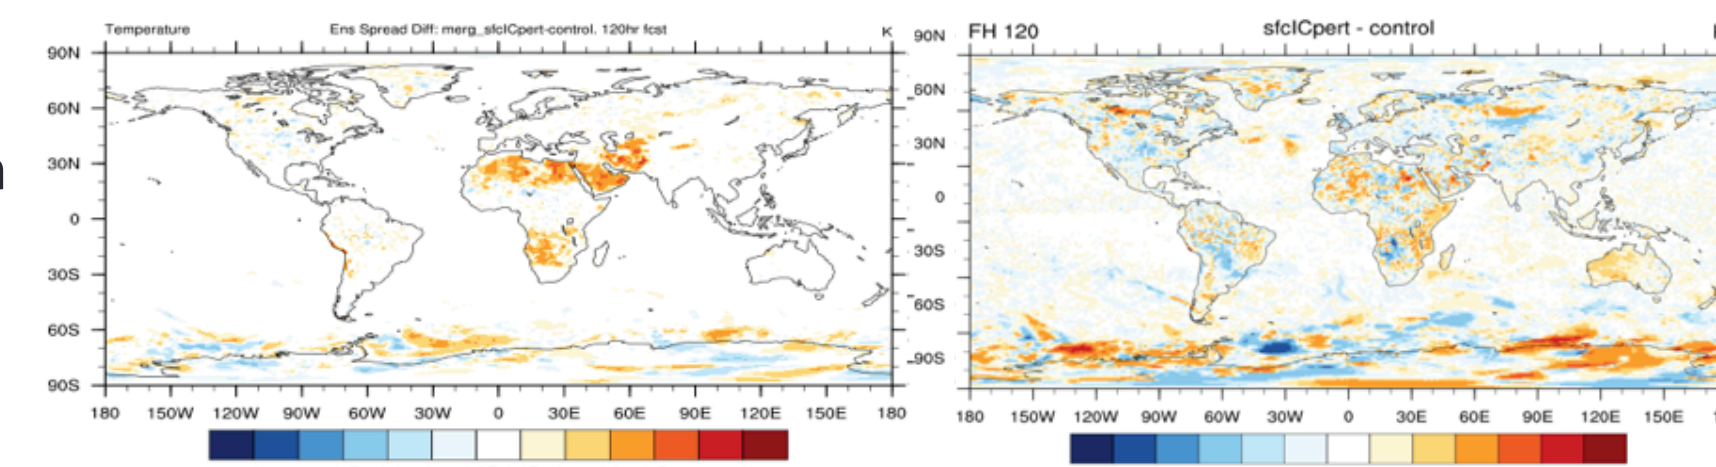 Temperature Ens Spread Diff: merg_sfcICpert-control. 120hr fcst K
90N
60N
30N
0
30S
60S
90S
180 150W 120W 90W 60W 30W 0 30E 60E 90E 120E 150E 180
FH 120 sfcICpert - control
90N
60N
30N
0
30S
60S
90S
180 150W 120W 90W 60W 30W 0 30E 60E 90E 120E 150E